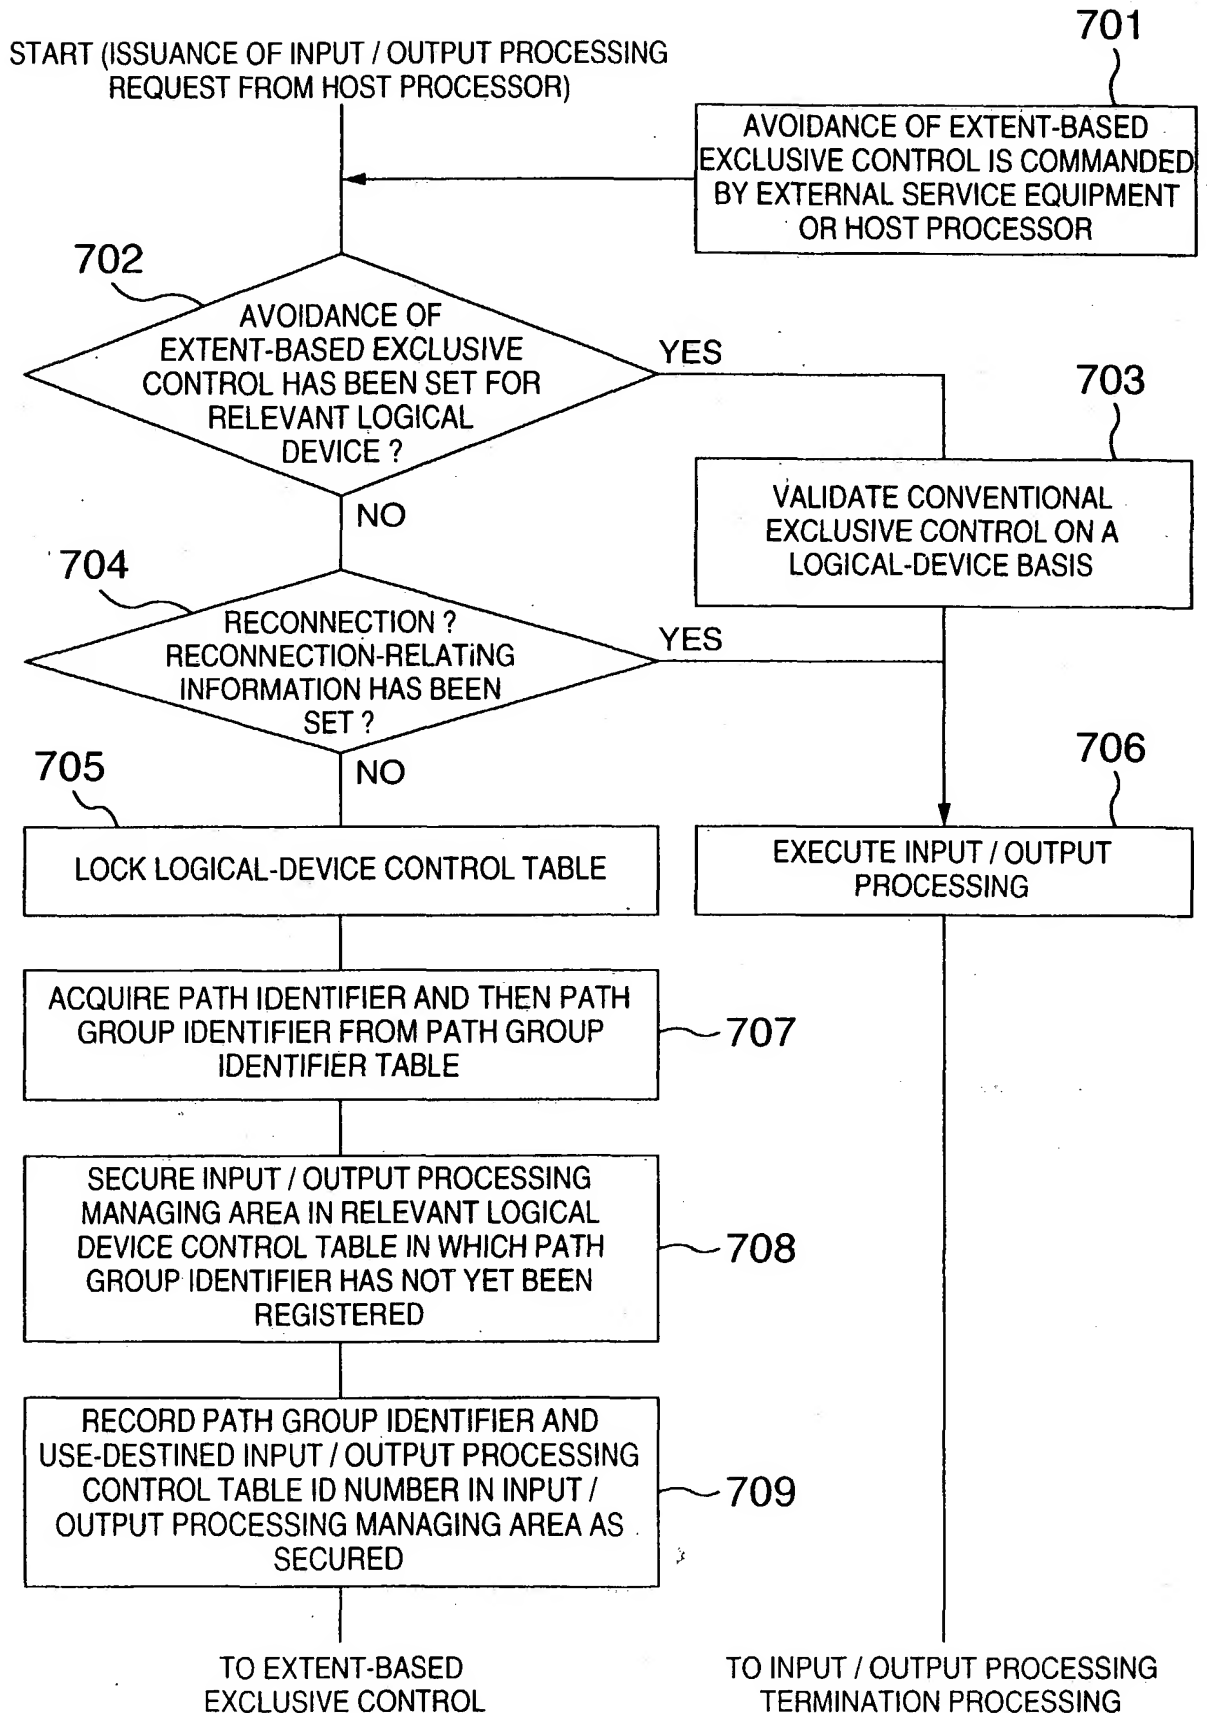 701
START (ISSUANCE OF INPUT / OUTPUT PROCESSING
REQUEST FROM HOST PROCESSOR)
AVOIDANCE OF EXTENT-BASED
EXCLUSIVE CONTROL IS COMMANDED
BY EXTERNAL SERVICE EQUIPMENT
OR HOST PROCESSOR
702
AVOIDANCE OF
EXTENT-BASED EXCLUSIVE
CONTROL HAS BEEN SET FOR
RELEVANT LOGICAL
DEVICE ?
YES
NO
703
VALIDATE CONVENTIONAL
EXCLUSIVE CONTROL ON A
LOGICAL-DEVICE BASIS
704
RECONNECTION ?
RECONNECTION-RELATING
INFORMATION HAS BEEN
SET ?
YES
NO
705
LOCK LOGICAL-DEVICE CONTROL TABLE
706
EXECUTE INPUT / OUTPUT
PROCESSING
ACQUIRE PATH IDENTIFIER AND THEN PATH
GROUP IDENTIFIER FROM PATH GROUP
IDENTIFIER TABLE
707
SECURE INPUT / OUTPUT PROCESSING
MANAGING AREA IN RELEVANT LOGICAL
DEVICE CONTROL TABLE IN WHICH PATH
GROUP IDENTIFIER HAS NOT YET BEEN
REGISTERED
708
RECORD PATH GROUP IDENTIFIER AND
USE-DESTINED INPUT / OUTPUT PROCESSING
CONTROL TABLE ID NUMBER IN INPUT /
OUTPUT PROCESSING MANAGING AREA AS
SECURED
709
TO EXTENT-BASED
EXCLUSIVE CONTROL
TO INPUT / OUTPUT PROCESSING
TERMINATION PROCESSING